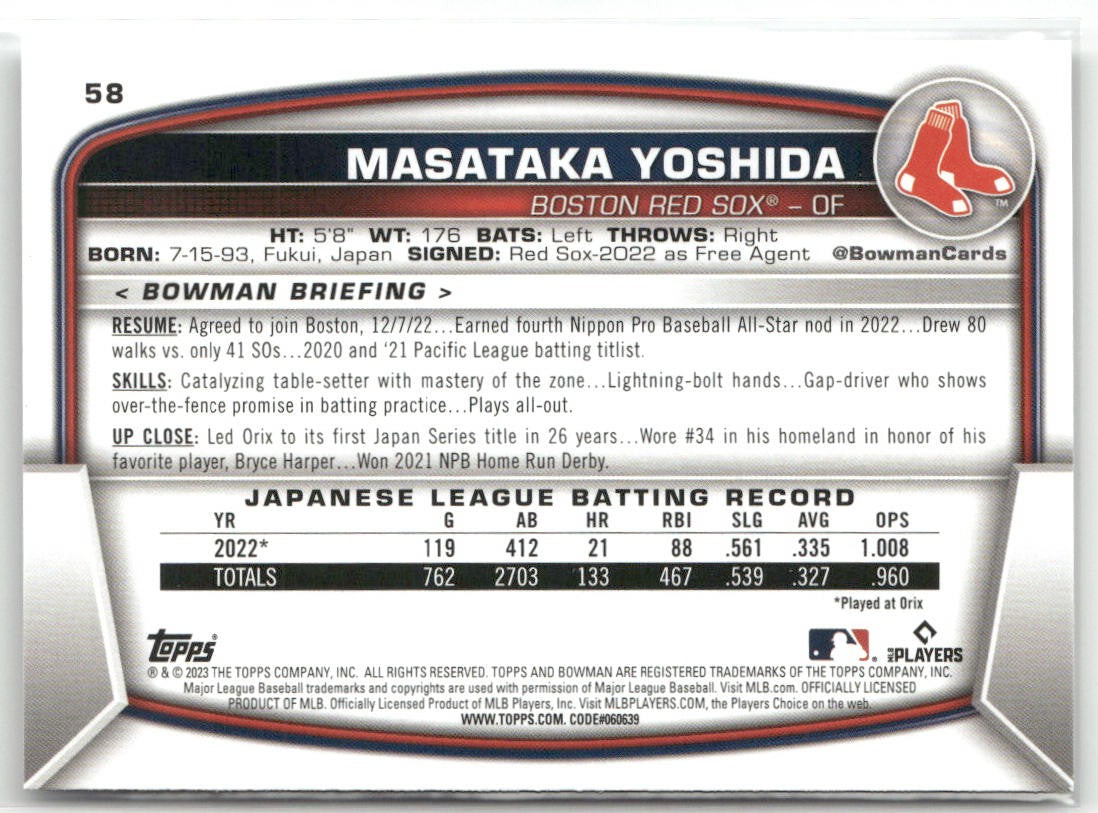 58
MASATAKA YOSHIDA
BOSTON RED SOX® – OF
TM
HT: 5'8" WT: 176 BATS: Left THROWS: Right
BORN: 7-15-93, Fukui, Japan SIGNED: Red Sox-2022 as Free Agent @BowmanCards
< BOWMAN BRIEFING >
RESUME: Agreed to join Boston, 12/7/22...Earned fourth Nippon Pro Baseball All-Star nod in 2022...Drew 80
walks vs. only 41 SOs...2020 and '21 Pacific League batting titlist.
SKILLS: Catalyzing table-setter with mastery of the zone...Lightning-bolt hands...Gap-driver who shows
over-the-fence promise in batting practice...Plays all-out.
UP CLOSE: Led Orix to its first Japan Series title in 26 years...Wore #34 in his homeland in honor of his
favorite player, Bryce Harper...Won 2021 NPB Home Run Derby.
JAPANESE LEAGUE BATTING RECORD
YR G AB HR RBI SLG AVG OPS
2022* 119 412 21 88 .561 .335 1.008
TOTALS 762 2703 133 467 .539 .327 .960
*Played at Orix
TOPPS® MLB PLAYERS
® & © 2023 THE TOPPS COMPANY, INC. ALL RIGHTS RESERVED. TOPPS AND BOWMAN ARE REGISTERED TRADEMARKS OF THE TOPPS COMPANY, INC.
Major League Baseball trademarks and copyrights are used with permission of Major League Baseball. Visit MLB.com. OFFICIALLY LICENSED
PRODUCT OF MLB. Officially Licensed Product of MLB Players, Inc. Visit MLBPLAYERS.COM, the Players Choice on the web.
WWW.TOPPS.COM. CODE#060639